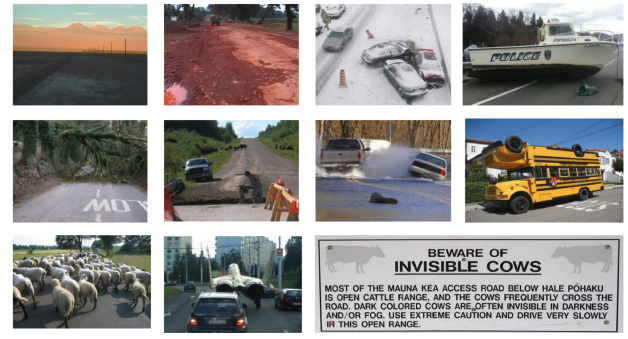 PORTSMOUTH
POLICE
SLOW
BEWARE OF
INVISIBLE COWS
MOST OF THE MAUNA KEA ACCESS ROAD BELOW HALE PŌHAKU
IS OPEN CATTLE RANGE, AND THE COWS FREQUENTLY CROSS THE
ROAD. DARK COLORED COWS ARE OFTEN INVISIBLE IN DARKNESS
AND/OR FOG. USE EXTREME CAUTION AND DRIVE VERY SLOWLY
IN THIS OPEN RANGE.